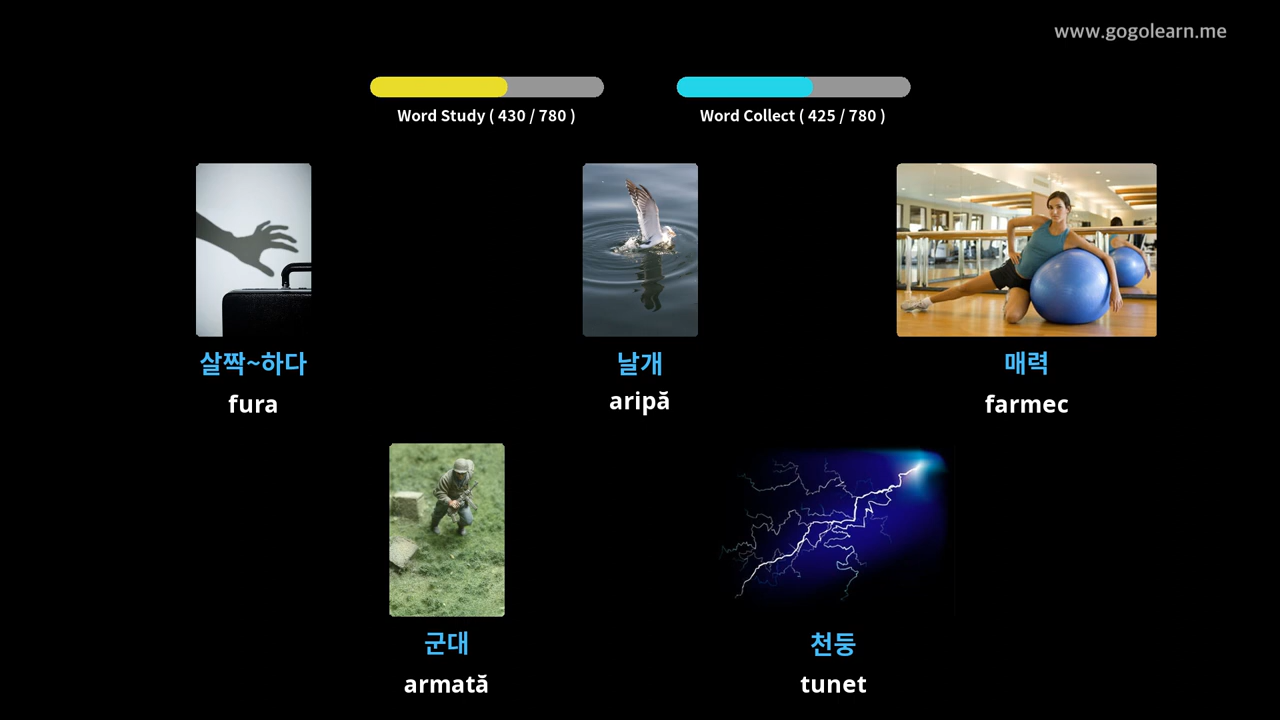 www.gogolearn.me
Word Study ( 430 / 780 )
Word Collect ( 425 / 780 )
살짝~하다
fura
날개
aripă
매력
farmec
군대
armată
천둥
tunet